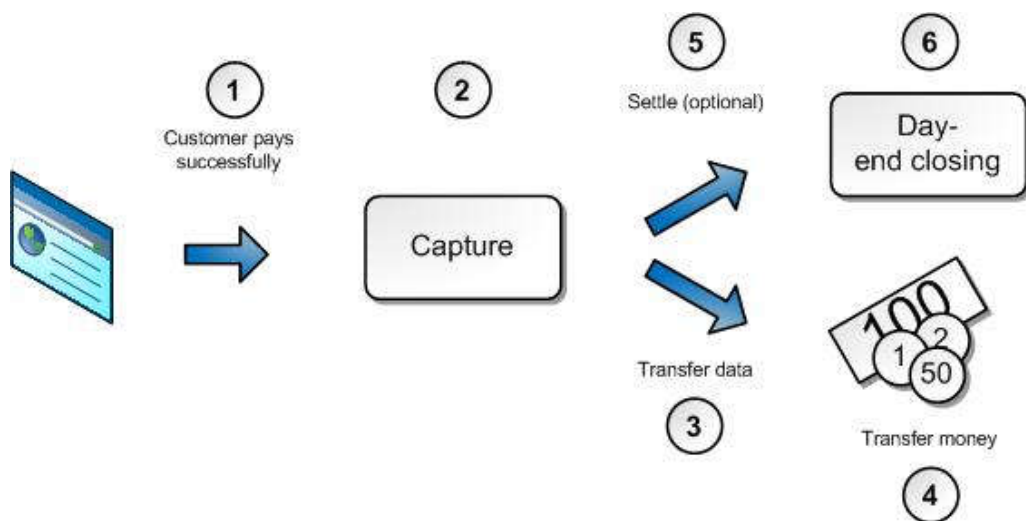 1
Customer pays
successfully
2
Capture
5
Settle (optional)
6
Day-
end closing
Transfer data
3
100
1
2
50
Transfer money
4